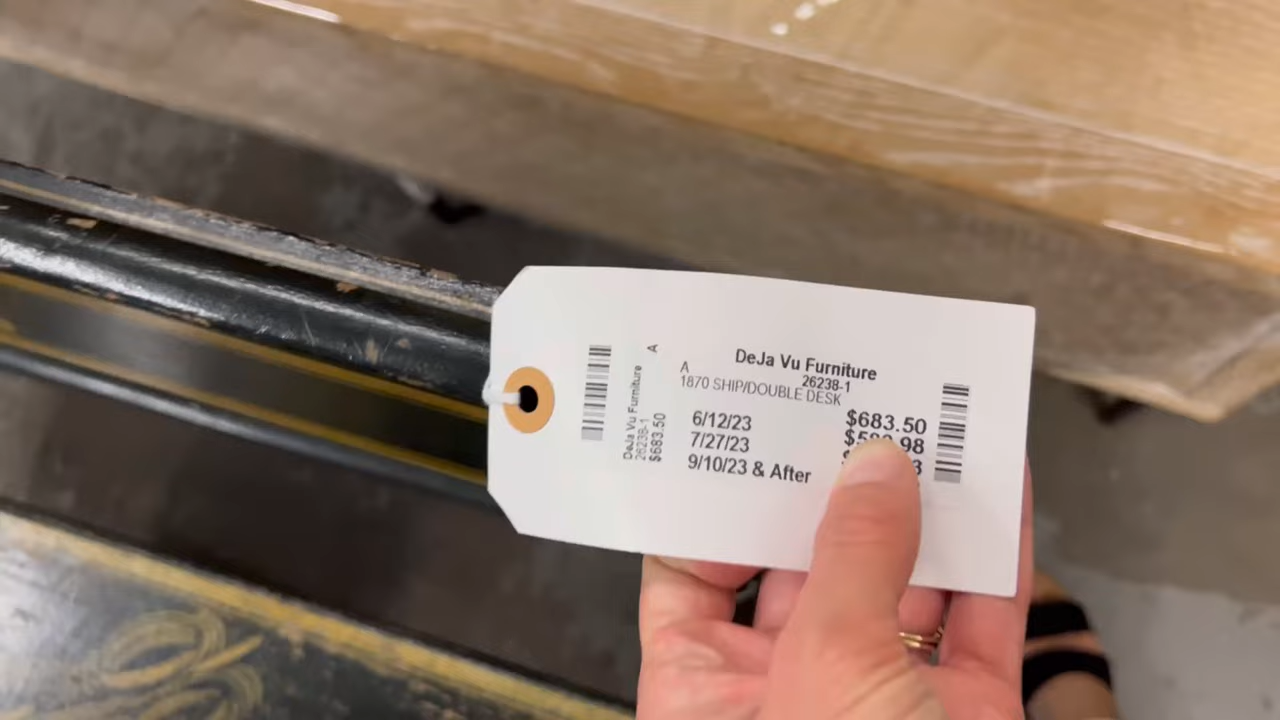 DeJa Vu Furniture
26238-1
A
1870 SHIP/DOUBLE DESK
6/12/23 $683.50
7/27/23
9/10/23 & After
A
DeJa Vu Furniture
26238-1
$683.50